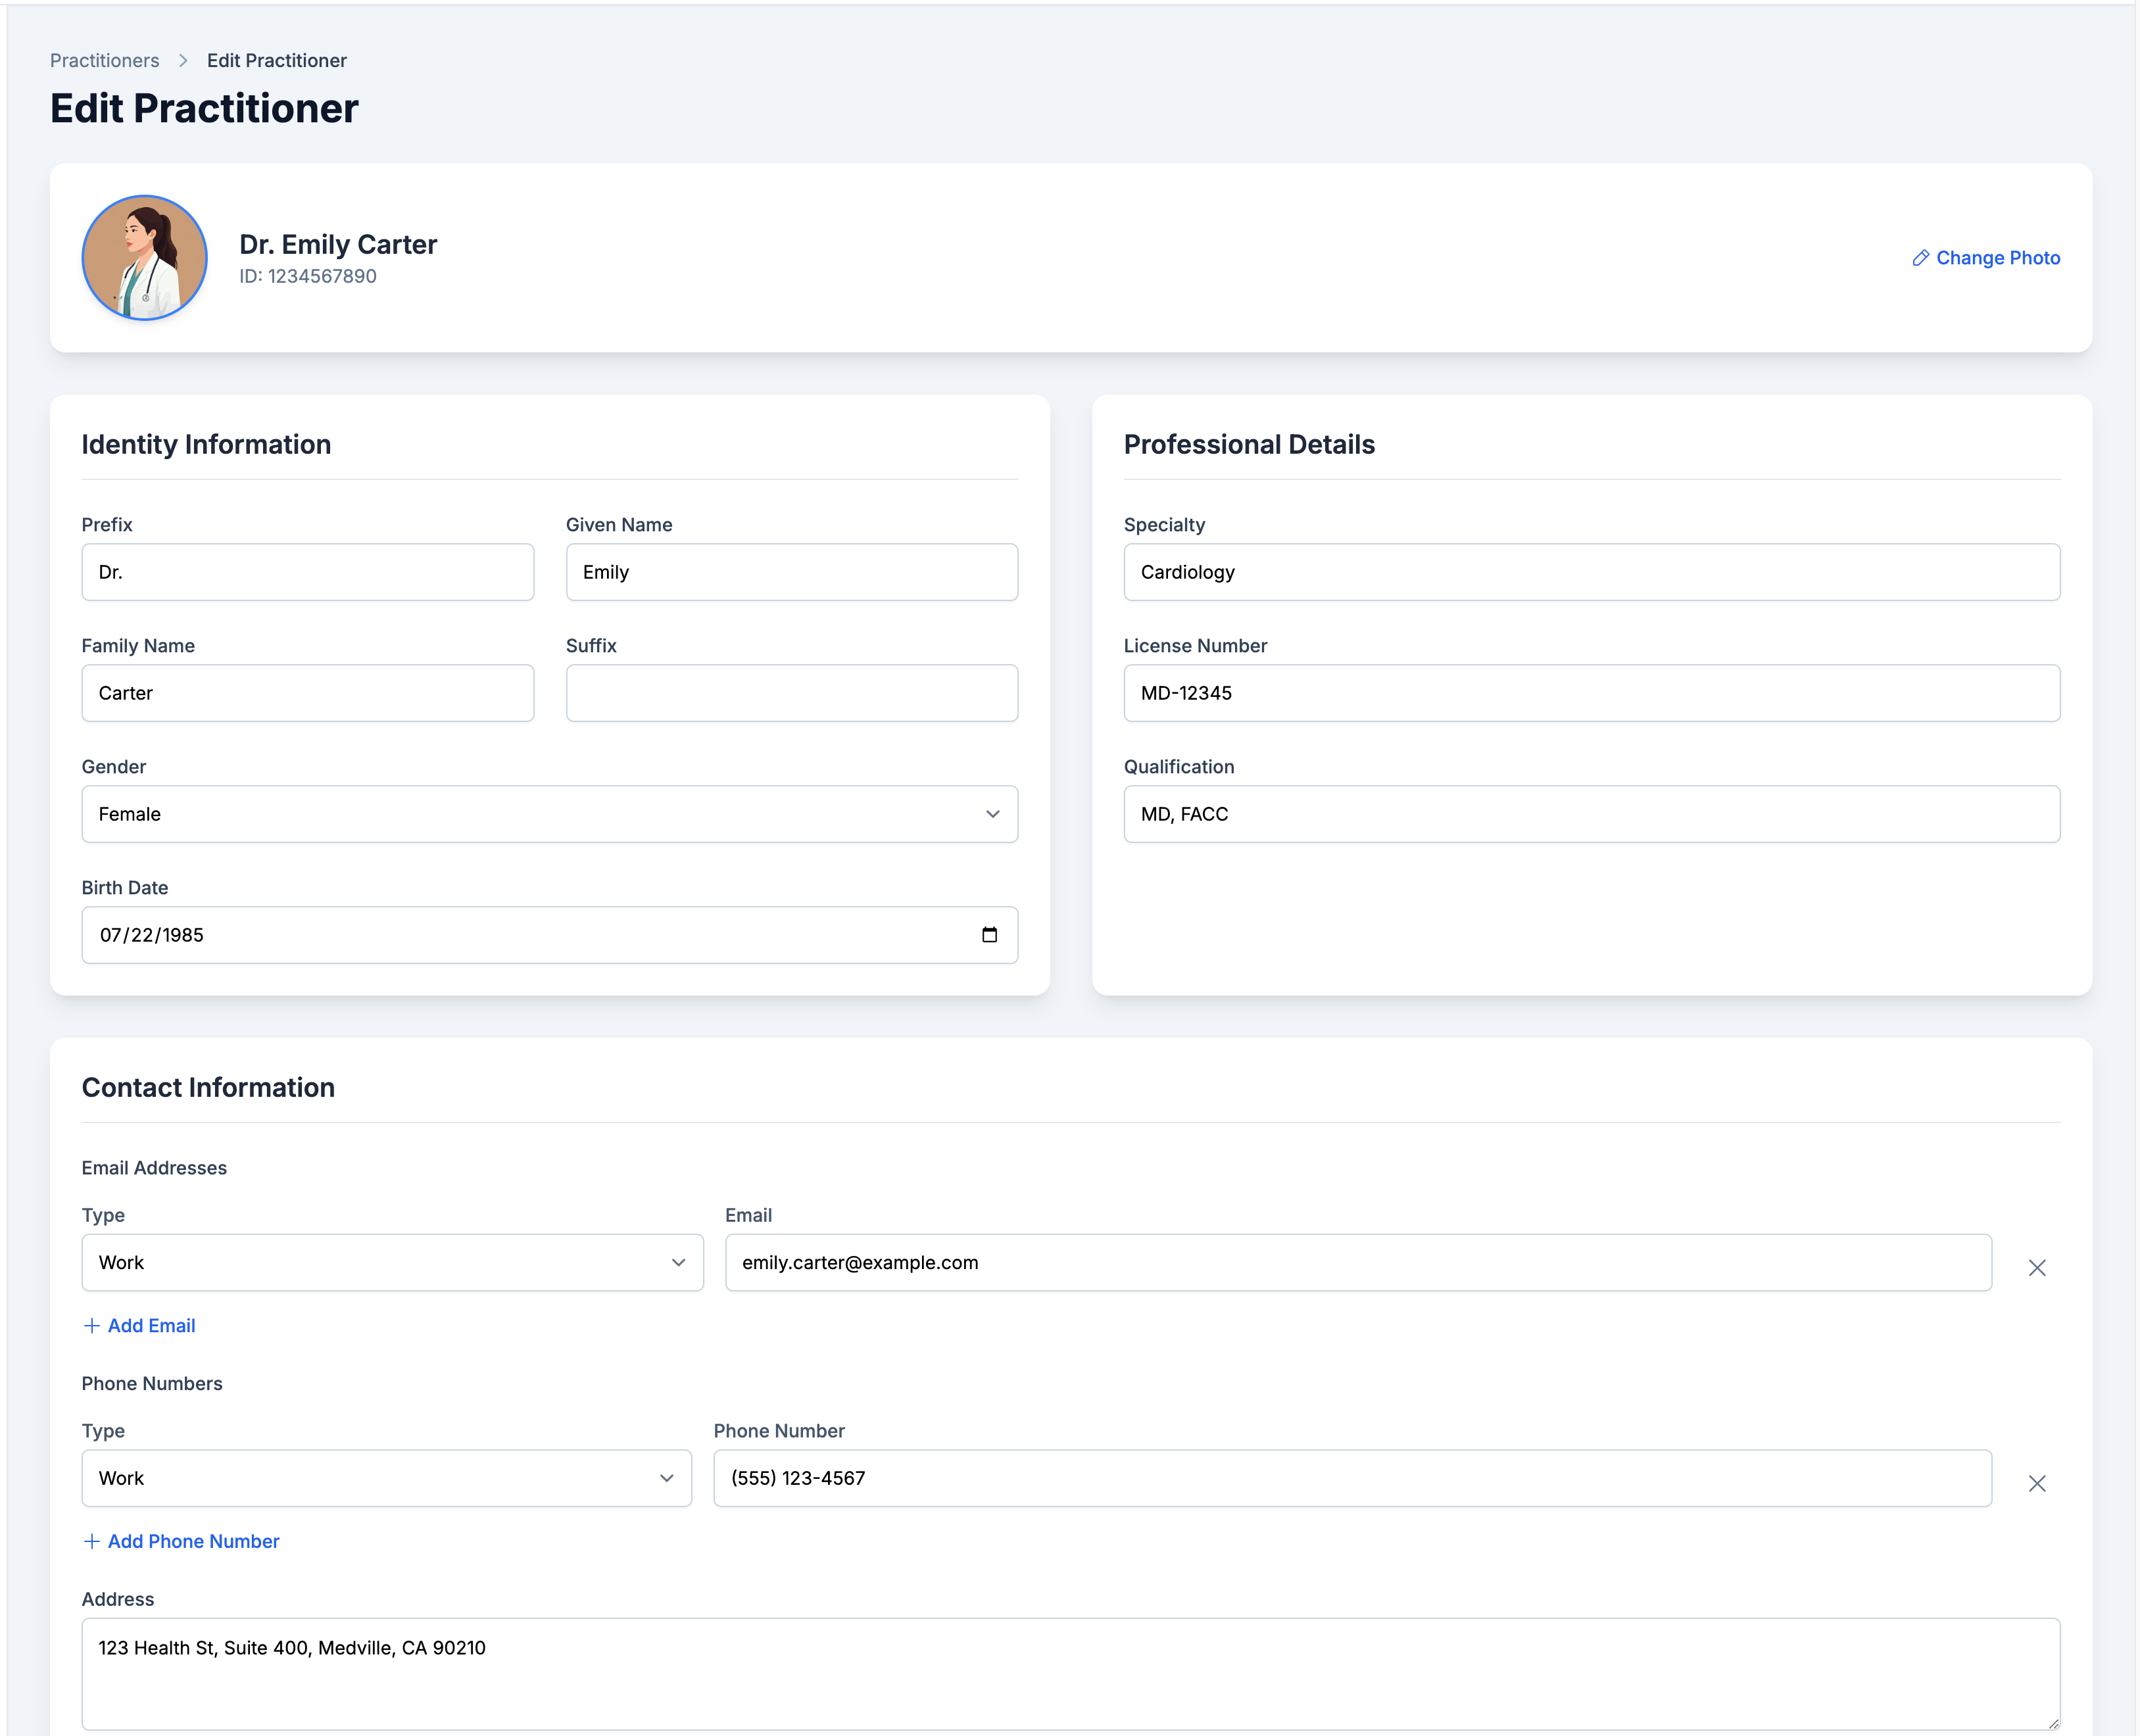 Practitioners > Edit Practitioner
Edit Practitioner
Dr. Emily Carter
ID: 1234567890
Change Photo
Identity Information
Prefix
Given Name
Dr.
Emily
Family Name
Suffix
Carter
Gender
Female
Birth Date
07/22/1985
Professional Details
Specialty
Cardiology
License Number
MD-12345
Qualification
MD, FACC
Contact Information
Email Addresses
Type
Email
Work
emily.carter@example.com
+ Add Email
Phone Numbers
Type
Phone Number
Work
(555) 123-4567
+ Add Phone Number
Address
123 Health St, Suite 400, Medville, CA 90210